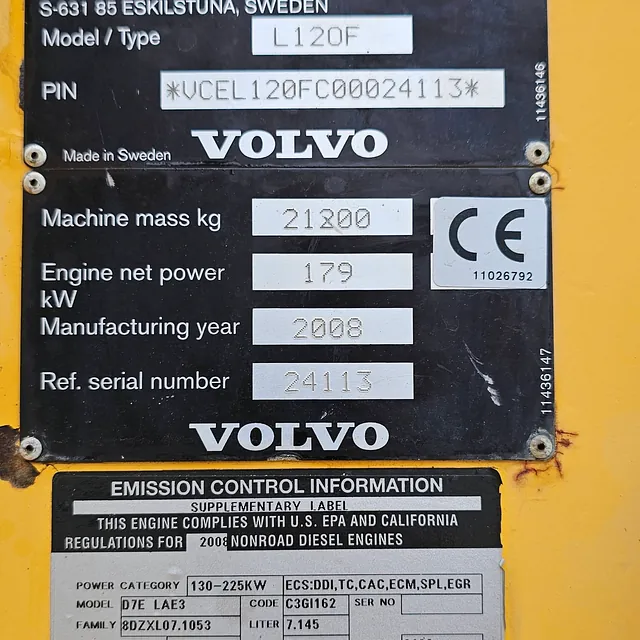 S-631 85 ESKILSTUNA, SWEDEN
Model / Type L120F
PIN *VCEL120FC00024113*
11436146
Made in Sweden VOLVO
Machine mass kg 21200
CE
11026792
Engine net power kW 179
Manufacturing year 2008
Ref. serial number 24113
11436147
VOLVO
EMISSION CONTROL INFORMATION
SUPPLEMENTARY LABEL
THIS ENGINE COMPLIES WITH U.S. EPA AND CALIFORNIA
REGULATIONS FOR 2008 NONROAD DIESEL ENGINES
POWER CATEGORY 130-225KW ECS:DDI,TC,CAC,ECM,SPL,EGR
MODEL D7E LAE3 CODE C3GI162 SER NO
FAMILY 8DZXL07.1053 LITER 7.145